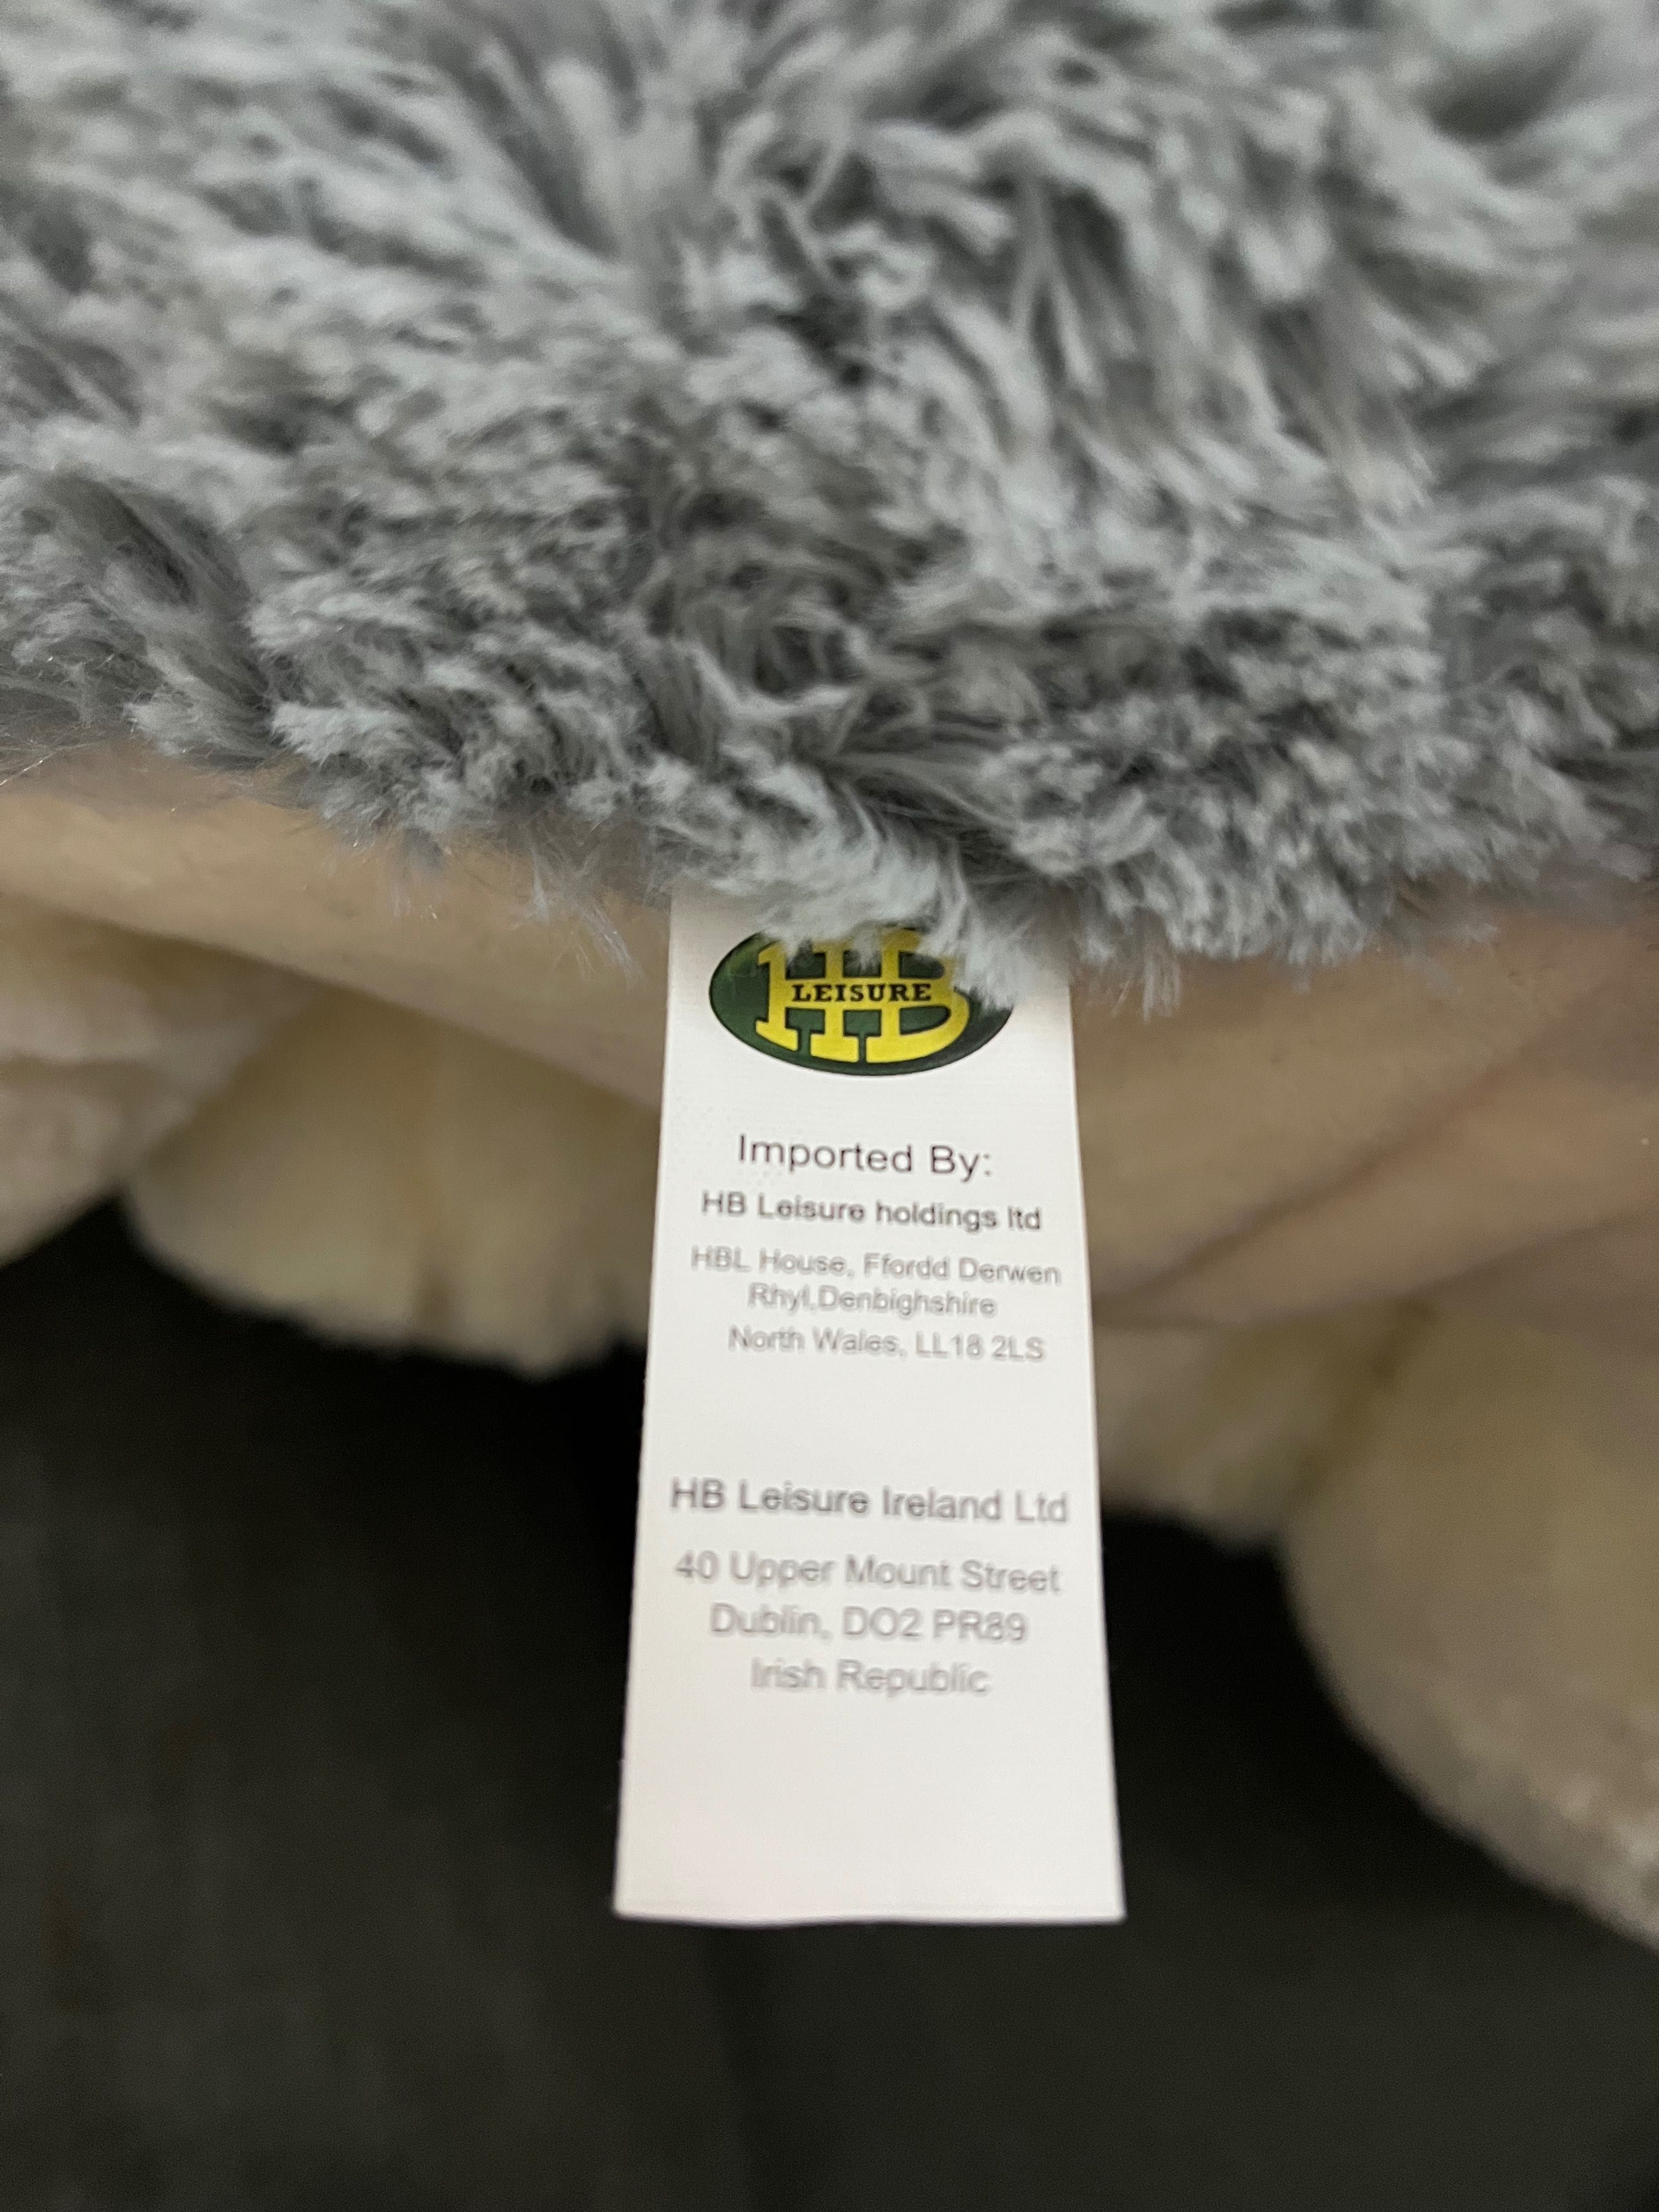 HB
LEISURE
Imported By:
HB Leisure holdings ltd
HBL House, Ffordd Derwen
Rhyl,Denbighshire
North Wales, LL18 2LS
HB Leisure Ireland Ltd
40 Upper Mount Street
Dublin, DO2 PR89
Irish Republic